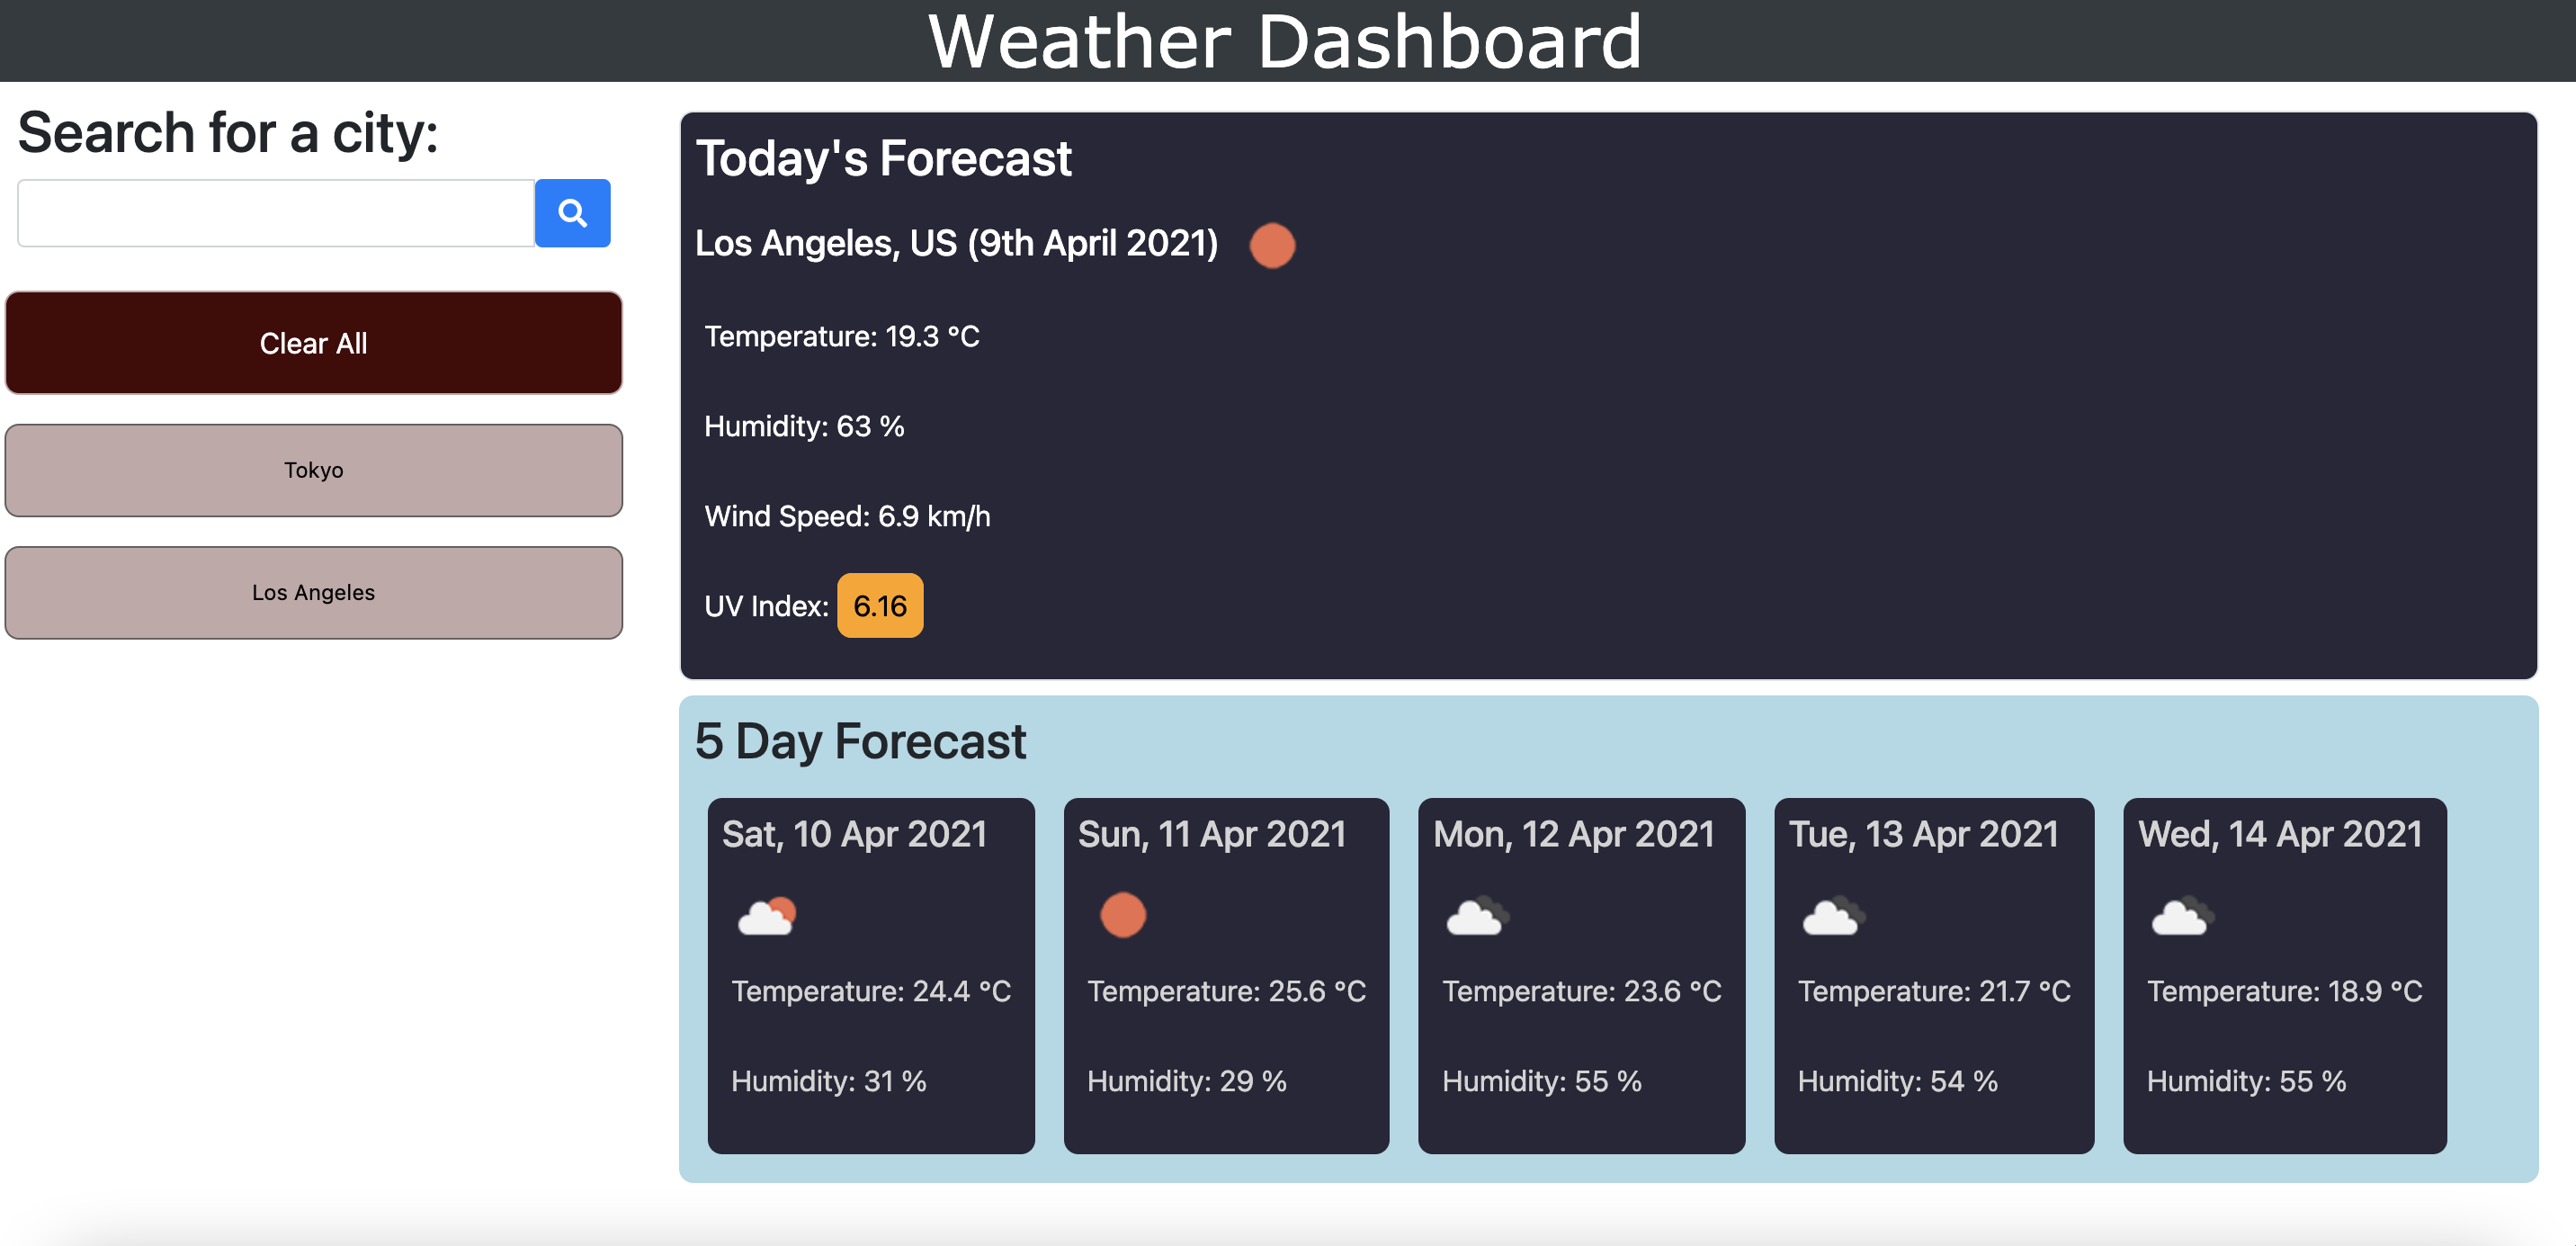 Weather Dashboard
Search for a city:
Clear All
Tokyo
Los Angeles
Today's Forecast
Los Angeles, US (9th April 2021)
Temperature: 19.3 °C
Humidity: 63 %
Wind Speed: 6.9 km/h
UV Index: 6.16
5 Day Forecast
Sat, 10 Apr 2021
Temperature: 24.4 °C
Humidity: 31 %
Sun, 11 Apr 2021
Temperature: 25.6 °C
Humidity: 29 %
Mon, 12 Apr 2021
Temperature: 23.6 °C
Humidity: 55 %
Tue, 13 Apr 2021
Temperature: 21.7 °C
Humidity: 54 %
Wed, 14 Apr 2021
Temperature: 18.9 °C
Humidity: 55 %